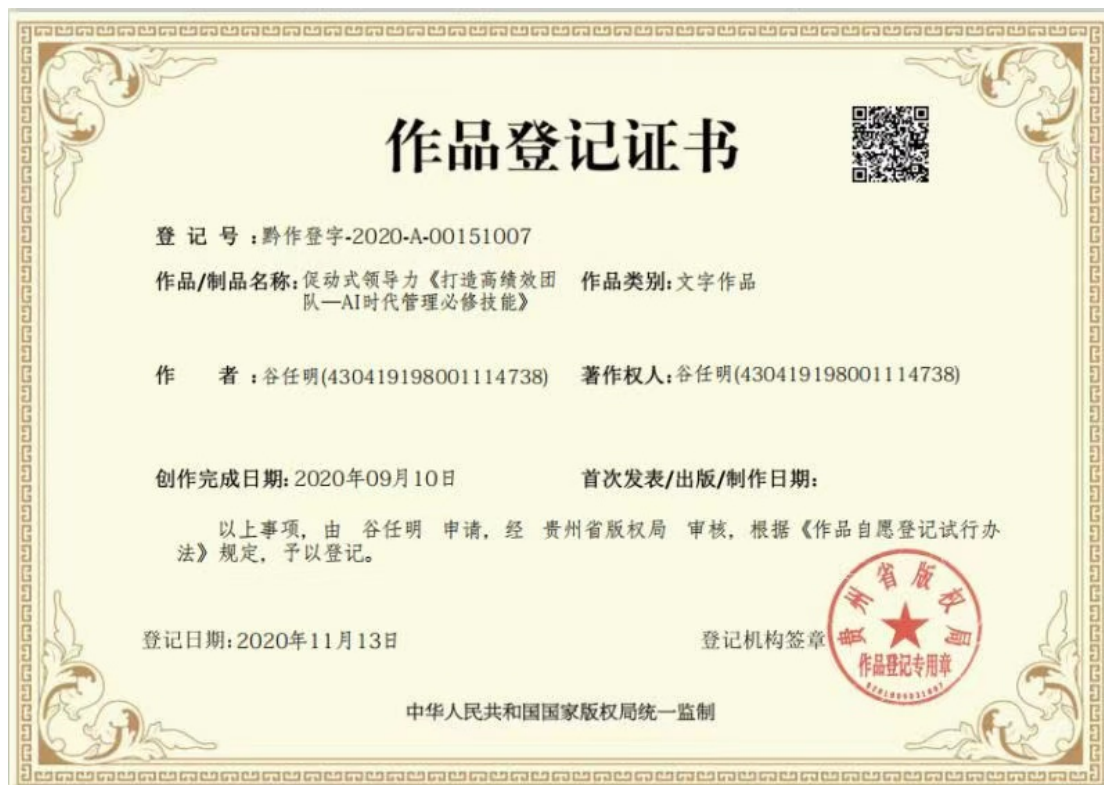 作品登记证书
登 记 号：黔作登字-2020-A-00151007
作品/制品名称：促动式领导力《打造高绩效团 作品类别：文字作品
队—AI时代管理必修技能》
作 者：谷任明(430419198001114738) 著作权人：谷任明(430419198001114738)
创作完成日期：2020年09月10日 首次发表/出版/制作日期：
以上事项，由 谷任明 申请，经 贵州省版权局 审核，根据《作品自愿登记试行办
法》规定，予以登记。
登记日期：2020年11月13日 登记机构签章
贵州省版权局
作品登记专用章
中华人民共和国国家版权局统一监制